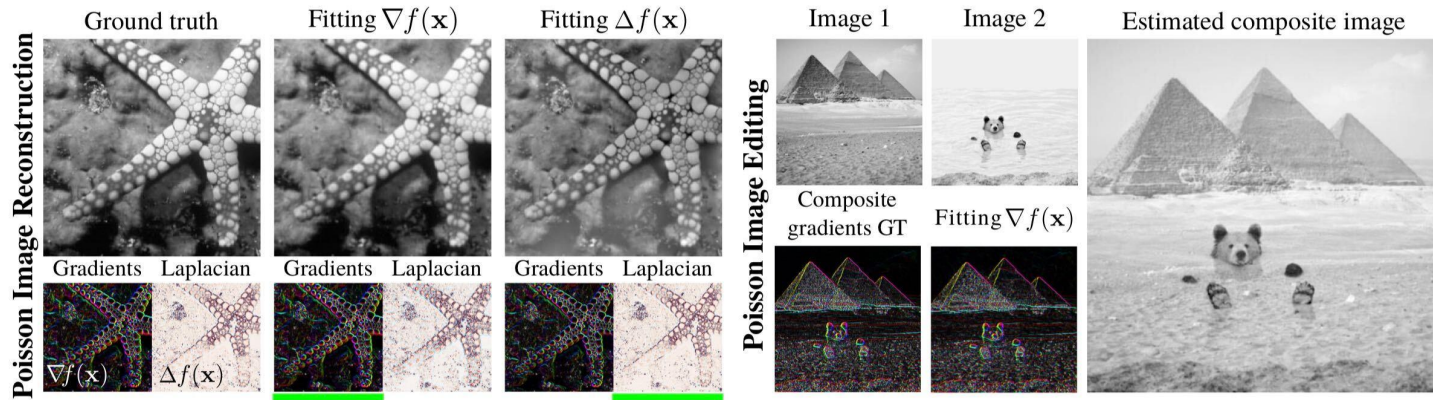 Poisson Image Reconstruction
Ground truth
Fitting ∇f(x)
Fitting Δf(x)
Gradients
Laplacian
Gradients
Laplacian
Gradients
Laplacian
∇f(x)
Δf(x)
Poisson Image Editing
Image 1
Image 2
Estimated composite image
Composite
gradients GT
Fitting ∇f(x)